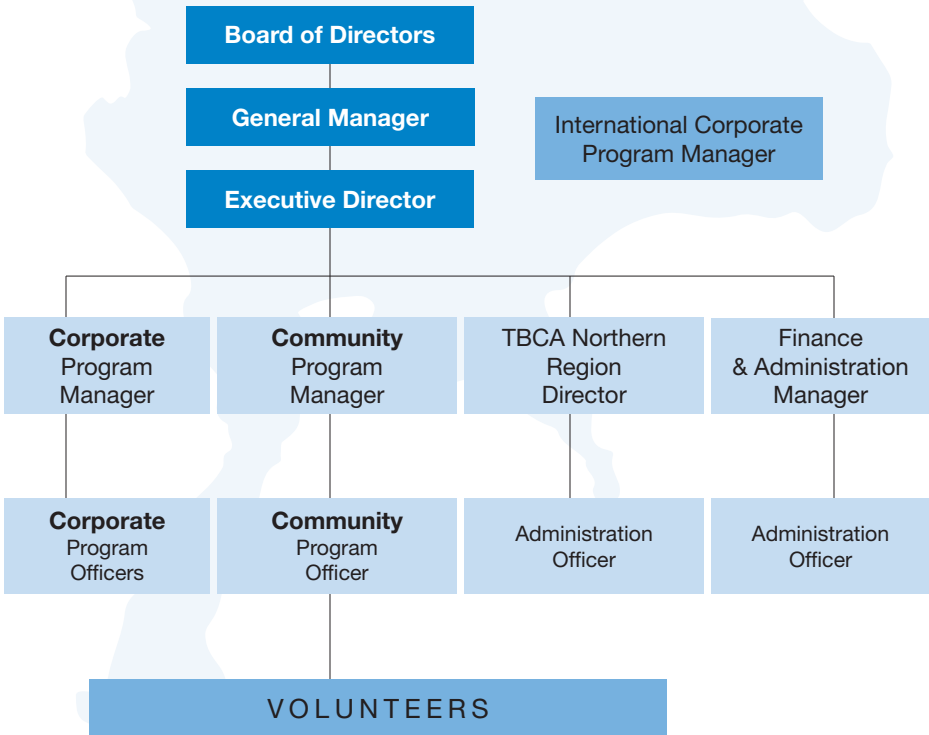 Board of Directors
General Manager
International Corporate
Program Manager
Executive Director
Corporate
Program
Manager
Community
Program
Manager
TBCA Northern
Region
Director
Finance
& Administration
Manager
Corporate
Program
Officers
Community
Program
Officer
Administration
Officer
Administration
Officer
VOLUNTEERS